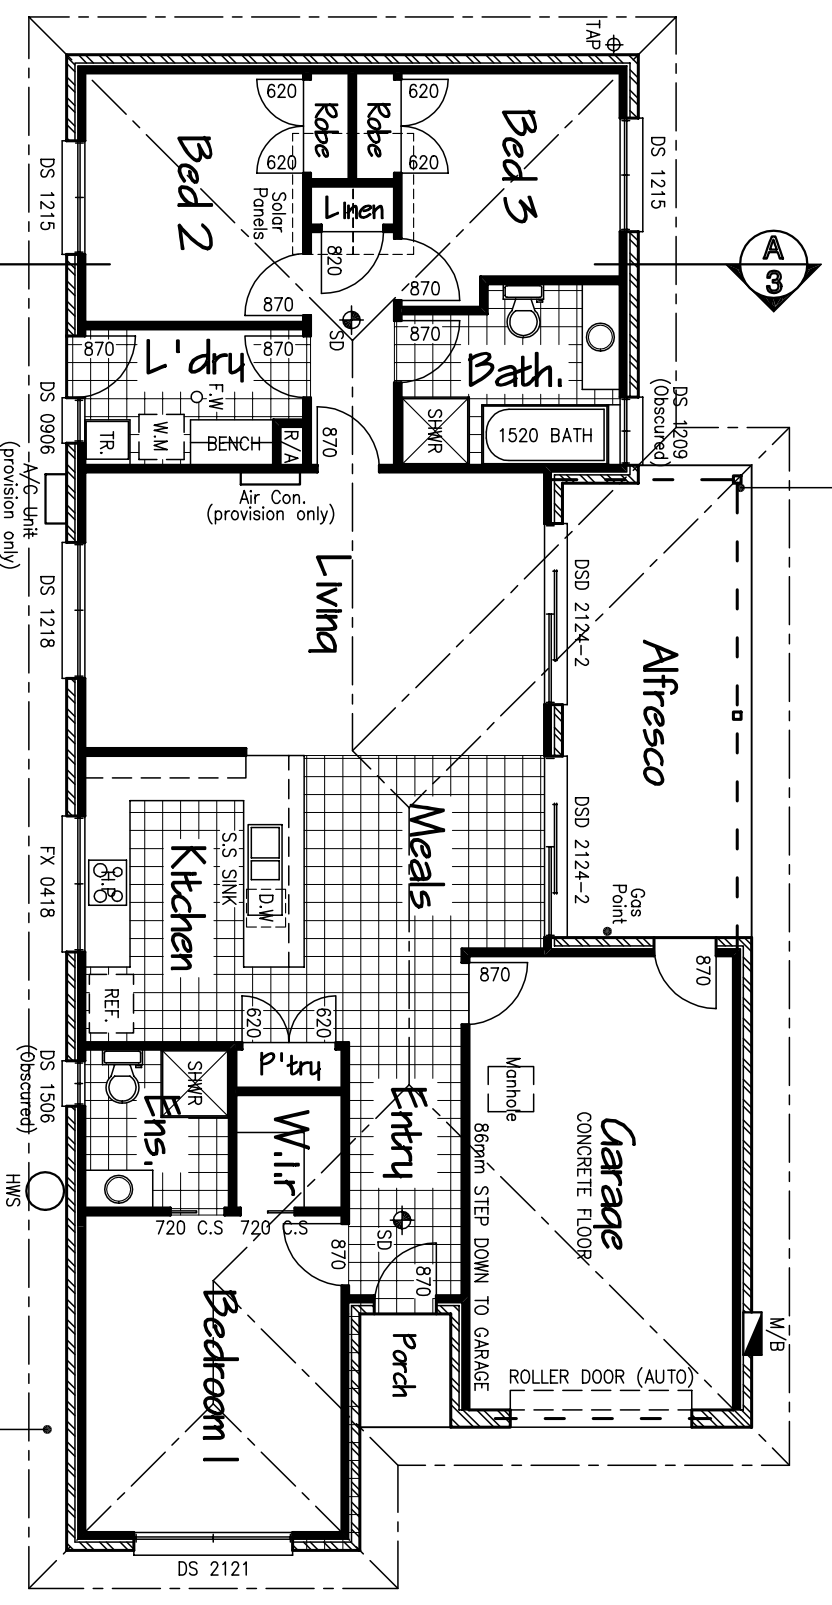 TAP
620
620
Robe
Robe
620
620
Bed 2
Bed 3
DS 1215
DS 1215
Solar
Panels
Linen
820
A
3
870
870
SD
870
L'dry
870
870
Bath.
F.W
DS 0906
DS 1209
(Obscured)
TR.
W.M
BENCH
R/A
870
SHWR
1520 BATH
A/C Unit
(provision only)
Air Con.
(provision only)
Living
DS 1218
DSD 2124-2
Alfresco
Meals
DSD 2124-2
S.S SINK
Kitchen
H.P.
D.W
FX 0418
Gas
Point
870
870
REF.
620
620
P'try
Manhole
DS 1506
(Obscured)
SHWR
Ens.
W.I.r
Entry
Garage
CONCRETE FLOOR
86mm STEP DOWN TO GARAGE
HWS
720 C.S
720 C.S
SD
870
870
Bedroom 1
Porch
M/B
ROLLER DOOR (AUTO)
DS 2121